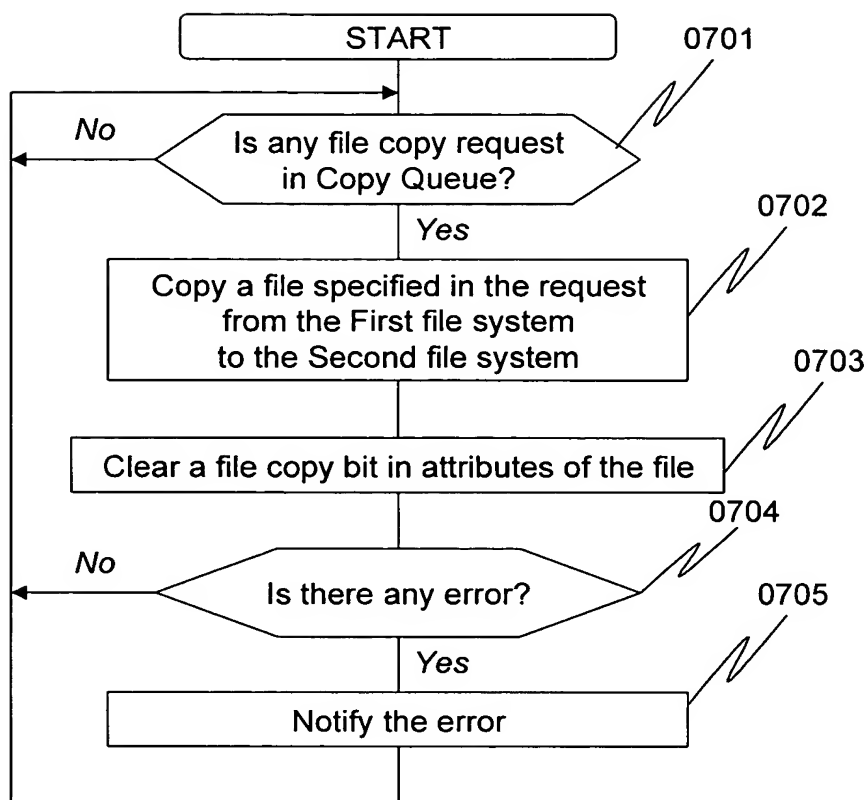 START
0701
No
Is any file copy request
in Copy Queue?
Yes
0702
Copy a file specified in the request
from the First file system
to the Second file system
0703
Clear a file copy bit in attributes of the file
0704
No
Is there any error?
0705
Yes
Notify the error